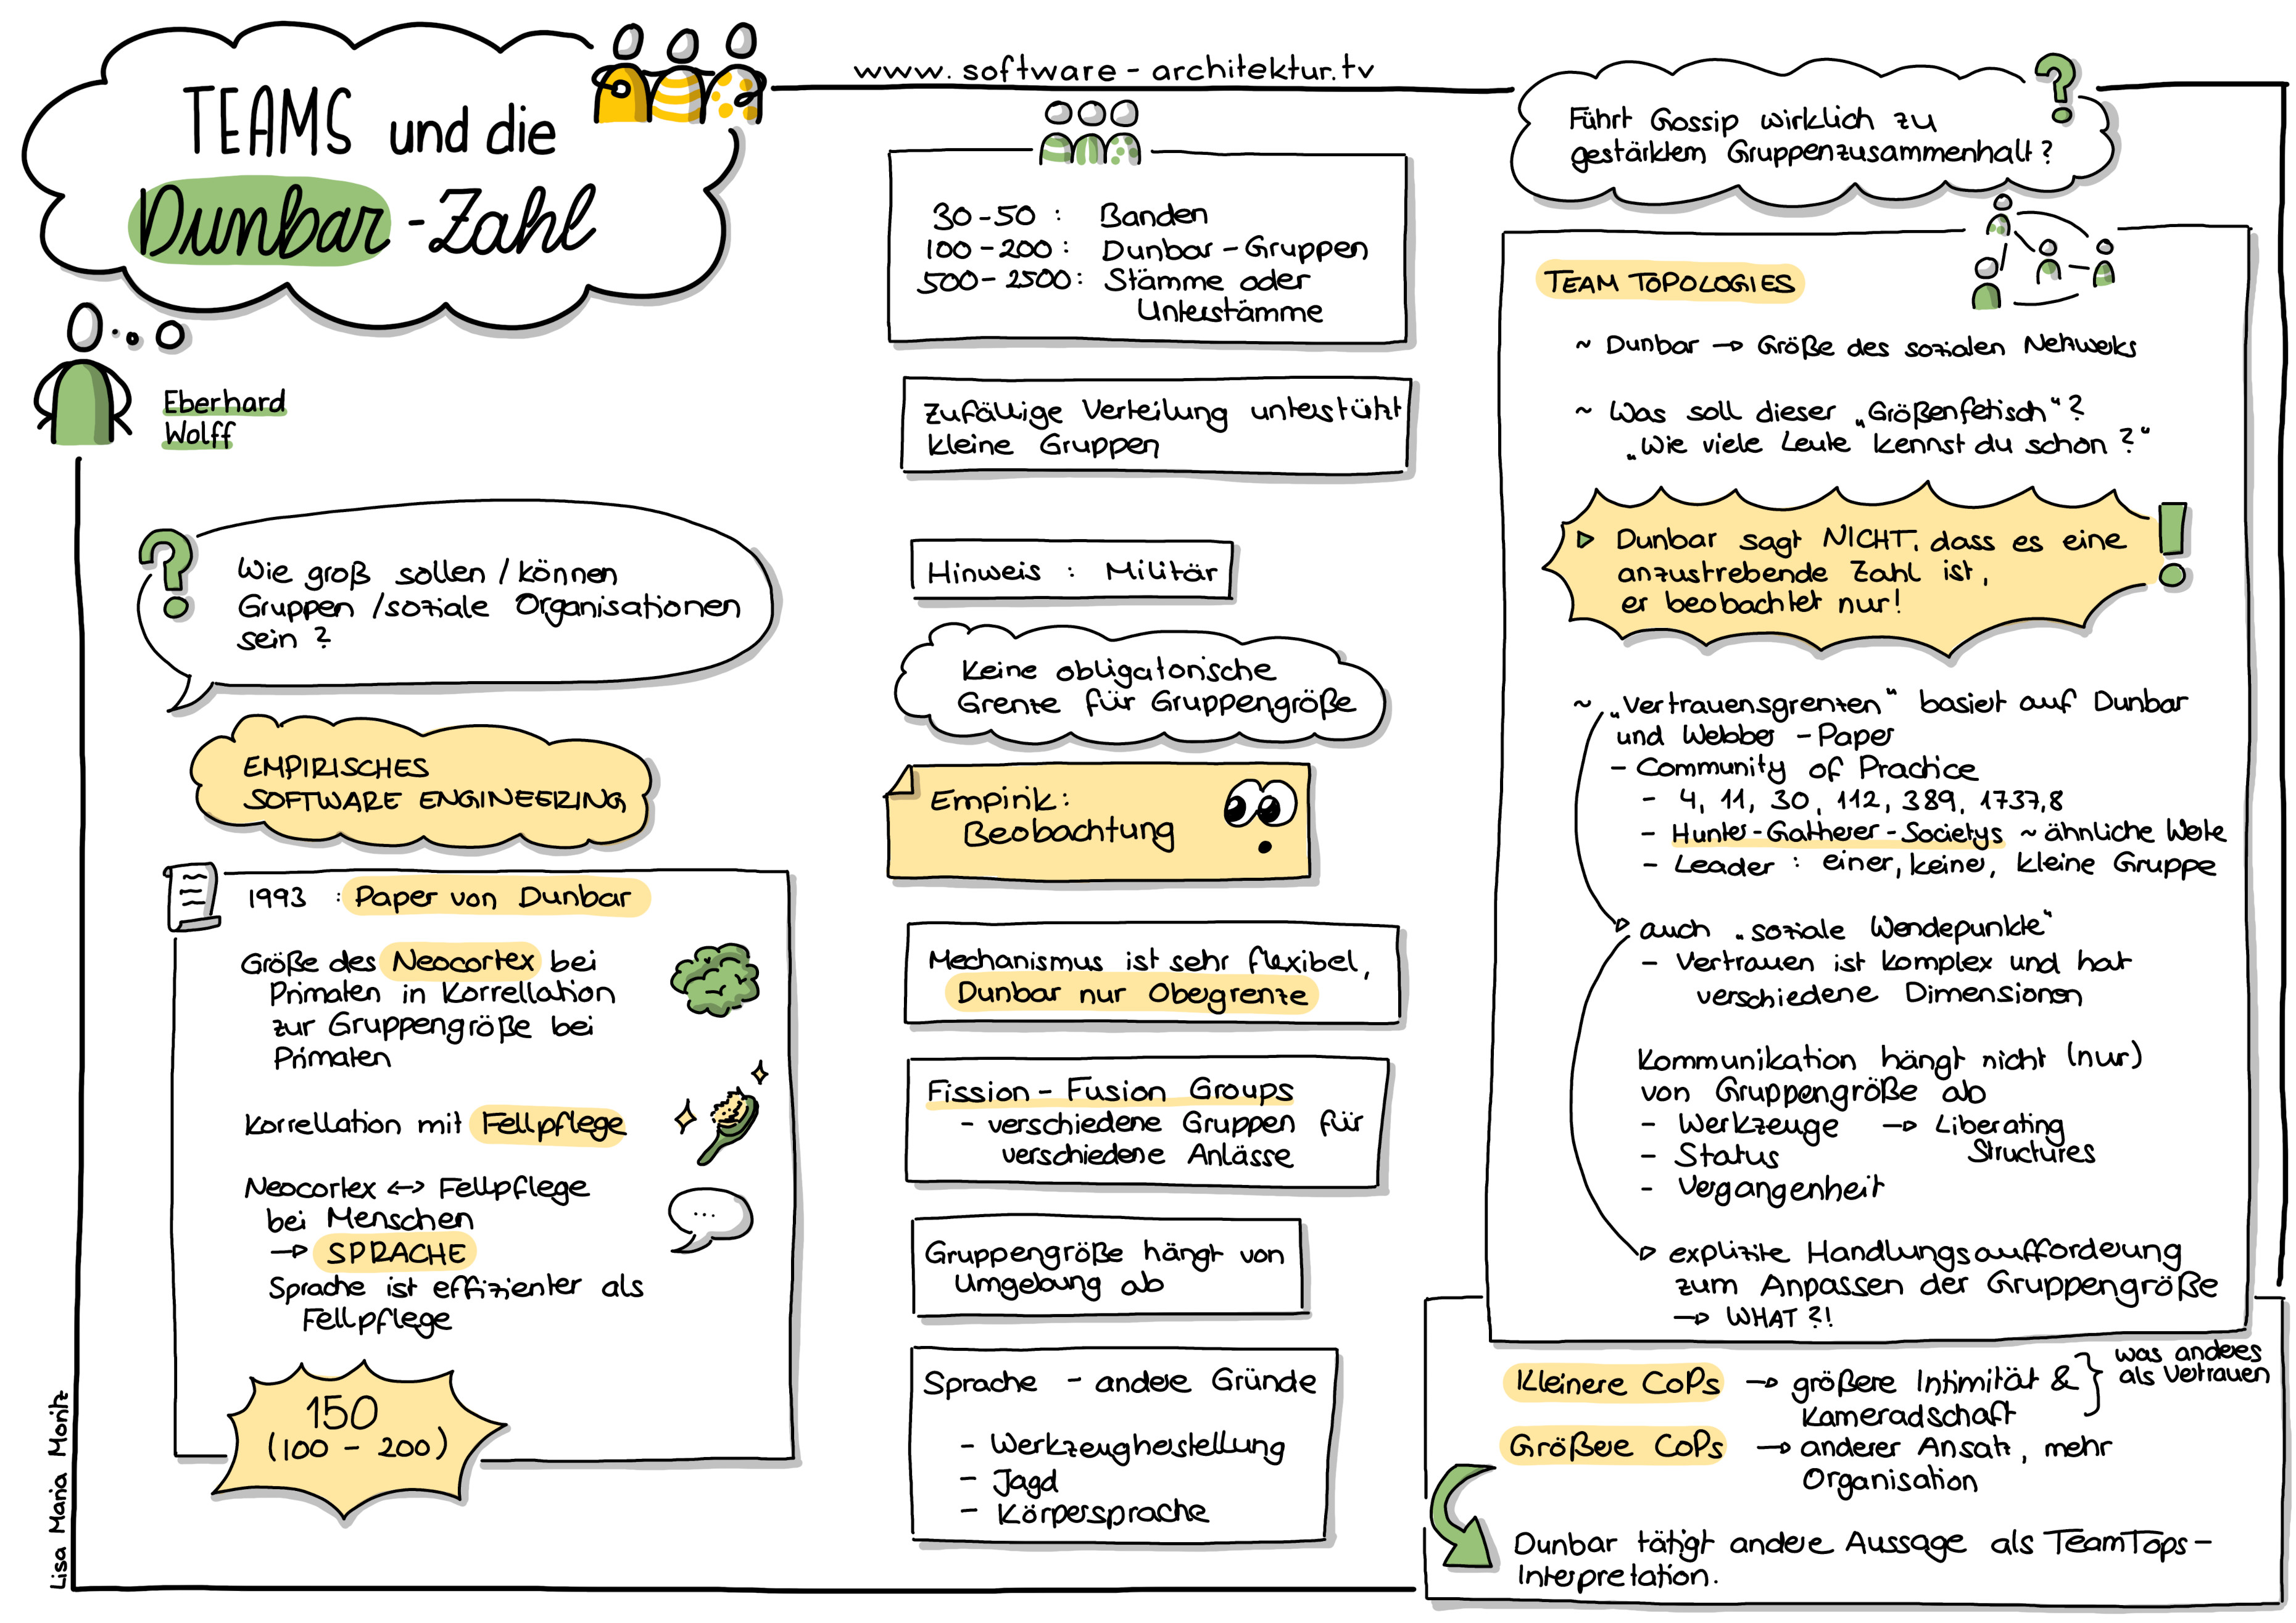 TEAMS und die
Dunbar-Zahl
Eberhard
Wolff
www.software-architektur.tv
Wie groß sollen / können
Gruppen / soziale Organisationen
sein ?
EMPIRISCHES
SOFTWARE ENGINEERING
1993 : Paper von Dunbar
Größe des Neocortex bei
Primaten in Korrellation
zur Gruppengröße bei
Primaten
Korrellation mit Fellpflege
Neocortex <-> Fellpflege
bei Menschen
→ SPRACHE
Sprache ist effizienter als
Fellpflege
...
150
(100 - 200)
Lisa Maria Moritz
30-50 : Banden
100-200 : Dunbar-Gruppen
500-2500 : Stämme oder
Unterstämme
Zufällige Verteilung unterstützt
kleine Gruppen
Hinweis : Militär
Keine obligatorische
Grenze für Gruppengröße
Empirik:
Beobachtung
Mechanismus ist sehr flexibel,
Dunbar nur Obergrenze
Fission-Fusion Groups
- verschiedene Gruppen für
verschiedene Anlässe
Gruppengröße hängt von
Umgebung ab
Sprache - andere Gründe
- Werkzeugherstellung
- Jagd
- Körpersprache
Führt Gossip wirklich zu
gestärktem Gruppenzusammenhalt ?
TEAM TOPOLOGIES
~ Dunbar → Größe des sozialen Netzwerks
~ Was soll dieser „Größenfetisch" ?
„Wie viele Leute kennst du schon ?"
Dunbar sagt NICHT, dass es eine
anzustrebende Zahl ist,
er beobachtet nur!
~ „Vertrauensgrenzen" basiert auf Dunbar
und Webber - Paper
- Community of Practice
- 4, 11, 30, 112, 389, 1737,8
- Hunter-Gatherer-Societys ~ ähnliche Werte
- Leader : einer, keiner, kleine Gruppe
auch „soziale Wendepunkte"
- Vertrauen ist komplex und hat
verschiedene Dimensionen
Kommunikation hängt nicht (nur)
von Gruppengröße ab
- Werkzeuge → Liberating
Structures
- Status
- Vergangenheit
explizite Handlungsaufforderung
zum Anpassen der Gruppengröße
→ WHAT ?!
Kleinere CoPs → größere Intimität &
Kameradschaft
was anderes
als Vertrauen
Größere CoPs → anderer Ansatz, mehr
Organisation
Dunbar tätigt andere Aussage als TeamTops-
Interpretation.